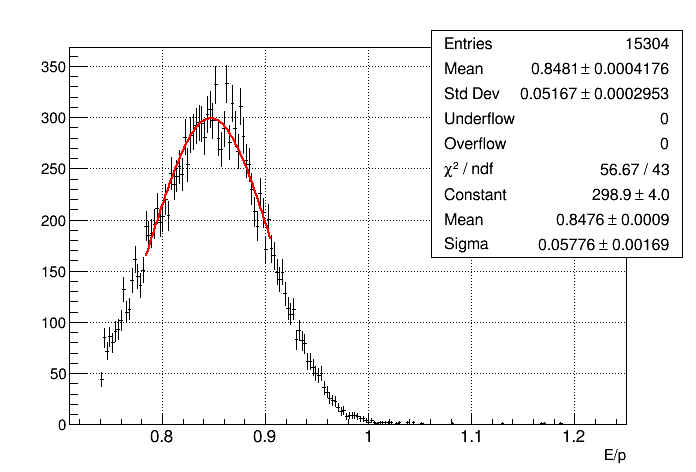 Entries 15304
Mean 0.8481 ± 0.0004176
Std Dev 0.05167 ± 0.0002953
Underflow 0
Overflow 0
χ² / ndf 56.67 / 43
Constant 298.9 ± 4.0
Mean 0.8476 ± 0.0009
Sigma 0.05776 ± 0.00169
350
300
250
200
150
100
50
0
0.8 0.9 1 1.1 1.2
E/p